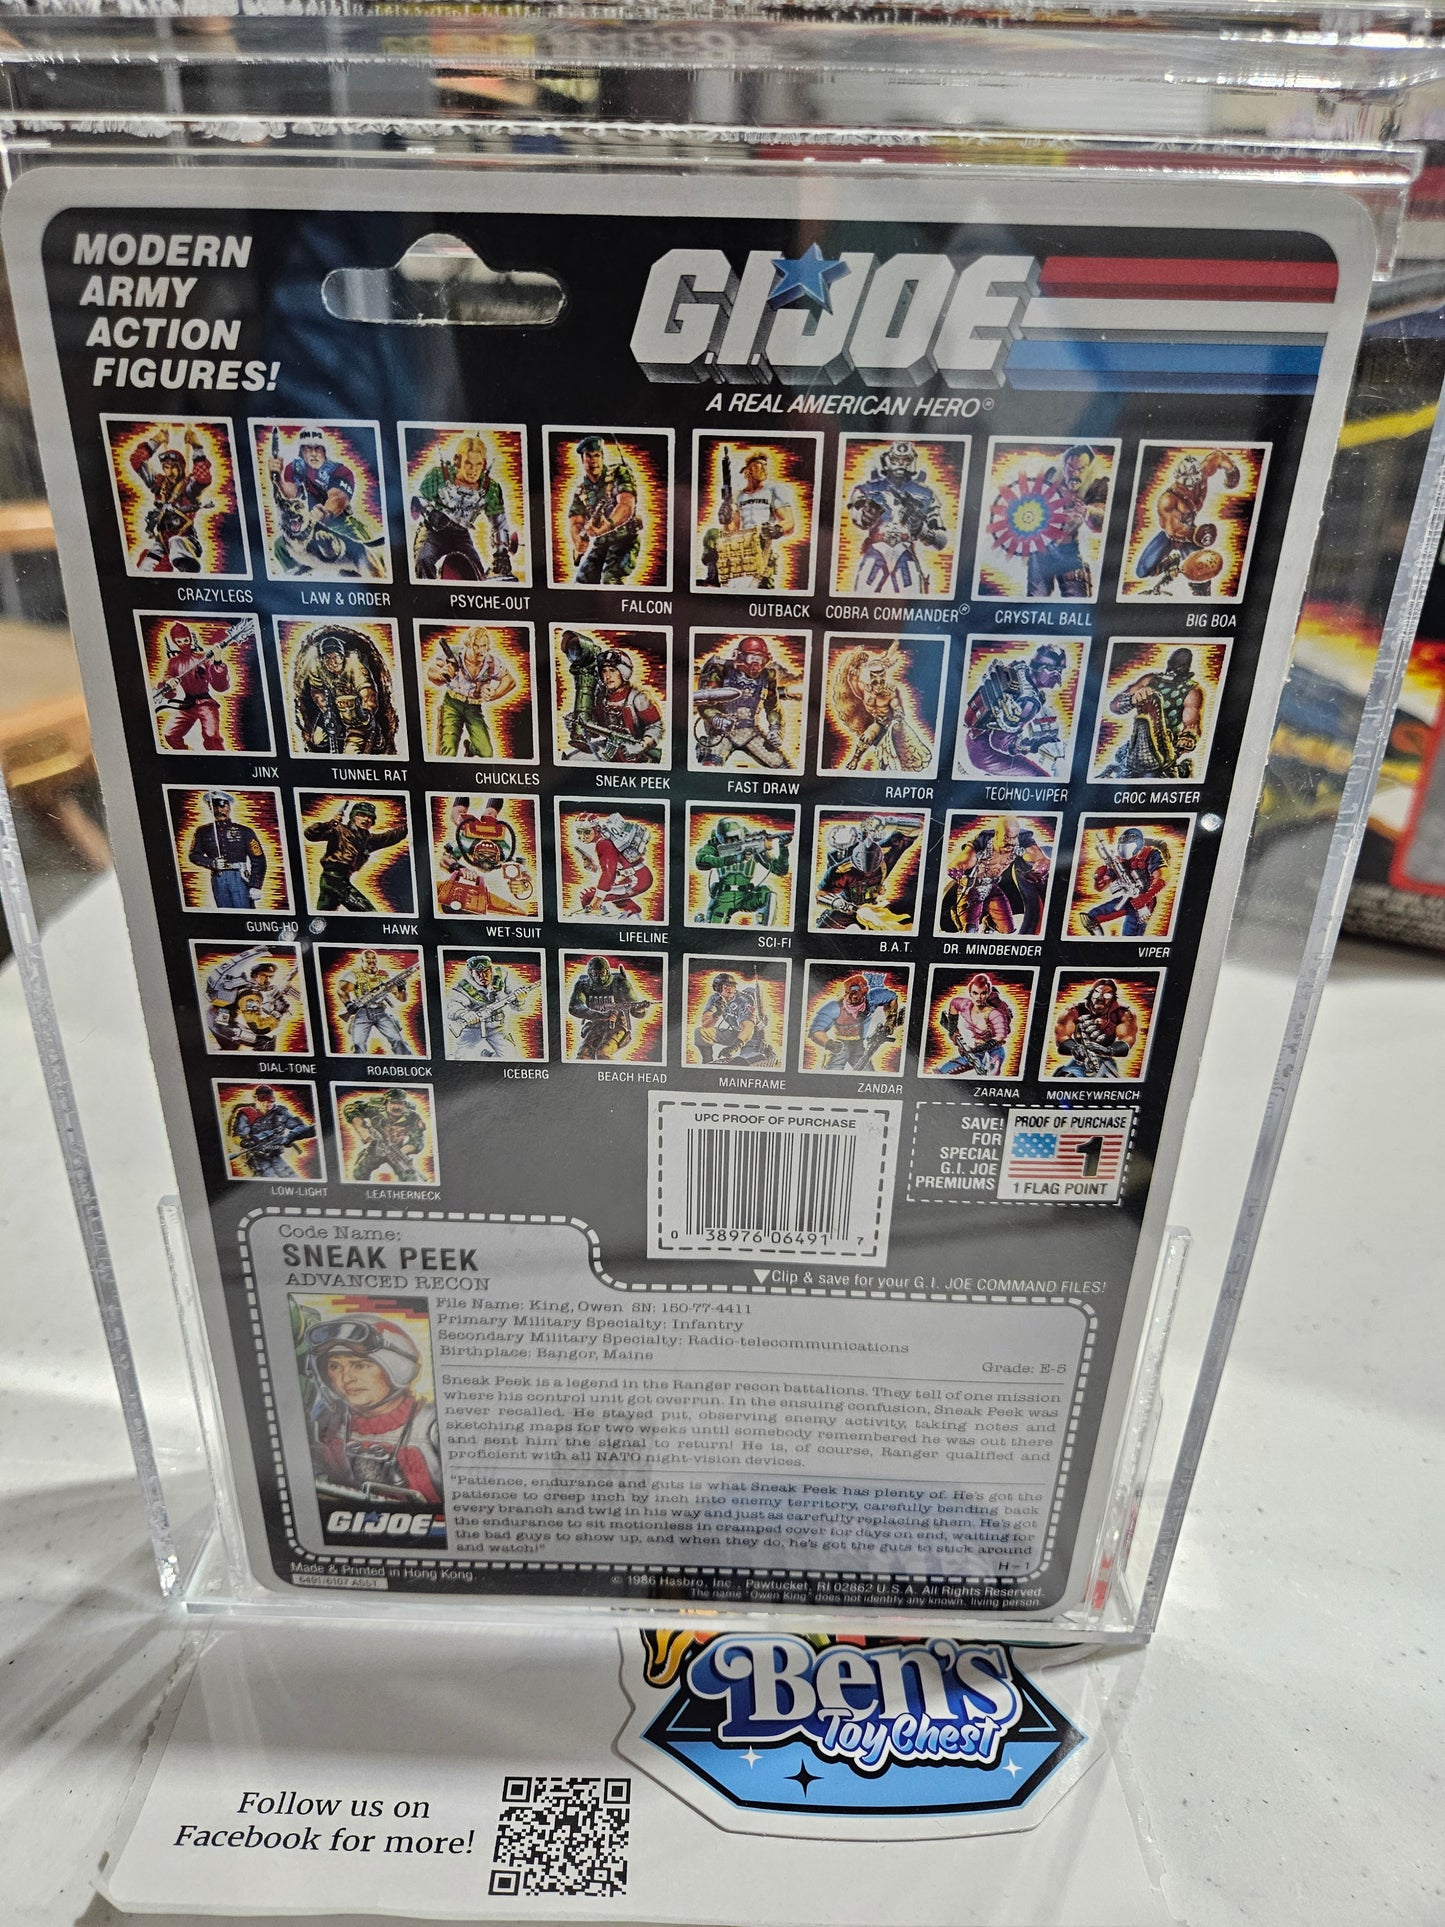 MODERN
ARMY
ACTION
FIGURES!
G.I. JOE
A REAL AMERICAN HERO®
CRAZYLEGS LAW & ORDER PSYCHE-OUT FALCON OUTBACK COBRA COMMANDER® CRYSTAL BALL BIG BOA
JINX TUNNEL RAT CHUCKLES SNEAK PEEK FAST DRAW RAPTOR TECHNO-VIPER CROC MASTER
GUNG-HO HAWK WET-SUIT LIFELINE SCI-FI B.A.T. DR. MINDBENDER VIPER
DIAL-TONE ROADBLOCK ICEBERG BEACH HEAD MAINFRAME ZANDAR ZARANA MONKEYWRENCH
LOW-LIGHT LEATHERNECK
UPC PROOF OF PURCHASE
0 38976 06491 7
SAVE!
FOR
SPECIAL
G.I. JOE
PREMIUMS
PROOF OF PURCHASE
1
1 FLAG POINT
▼Clip & save for your G. I. JOE COMMAND FILES!
Code Name:
SNEAK PEEK
ADVANCED RECON
File Name: King, Owen SN: 150-77-4411
Primary Military Specialty: Infantry
Secondary Military Specialty: Radio-telecommunications
Birthplace: Bangor, Maine
Grade: E-5
Sneak Peek is a legend in the Ranger recon battalions. They tell of one mission
where his control unit got overrun. In the ensuing confusion, Sneak Peek was
never recalled. He stayed put, observing enemy activity, taking notes and
sketching maps for two weeks until somebody remembered he was out there
and sent him the signal to return! He is, of course, Ranger qualified and
proficient with all NATO night-vision devices.
"Patience, endurance and guts is what Sneak Peek has plenty of. He's got the
patience to creep inch by inch into enemy territory, carefully bending back
every branch and twig in his way and just as carefully replacing them. He's got
the endurance to sit motionless in cramped cover for days on end, waiting for
the bad guys to show up, and when they do, he's got the guts to stick around
and watch!"
H-1
G.I. JOE
Made & Printed in Hong Kong.
6491/6107 ASST.
© 1986 Hasbro, Inc., Pawtucket, RI 02862 U.S.A. All Rights Reserved.
The name "Owen King" does not identify any known, living person.
Ben's
Toy Chest
Follow us on
Facebook for more!